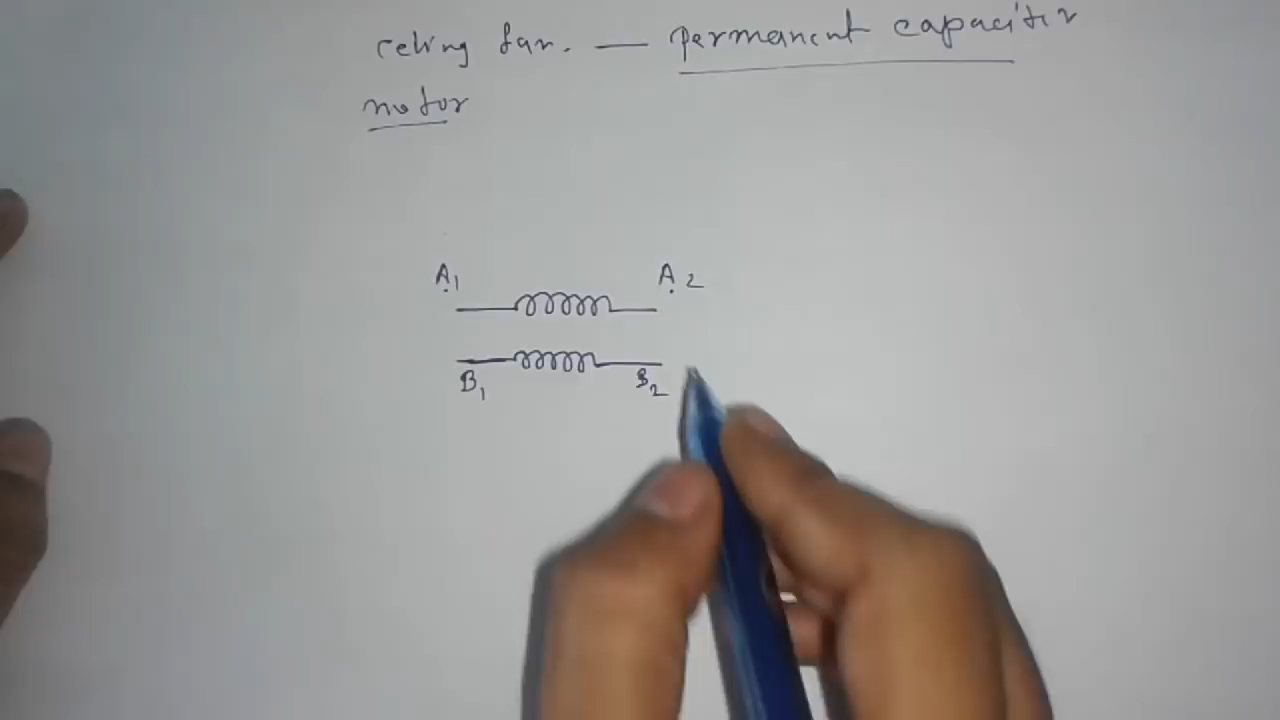 celing fan. — permanent capacitor
motor
A1 A2
B1 B2